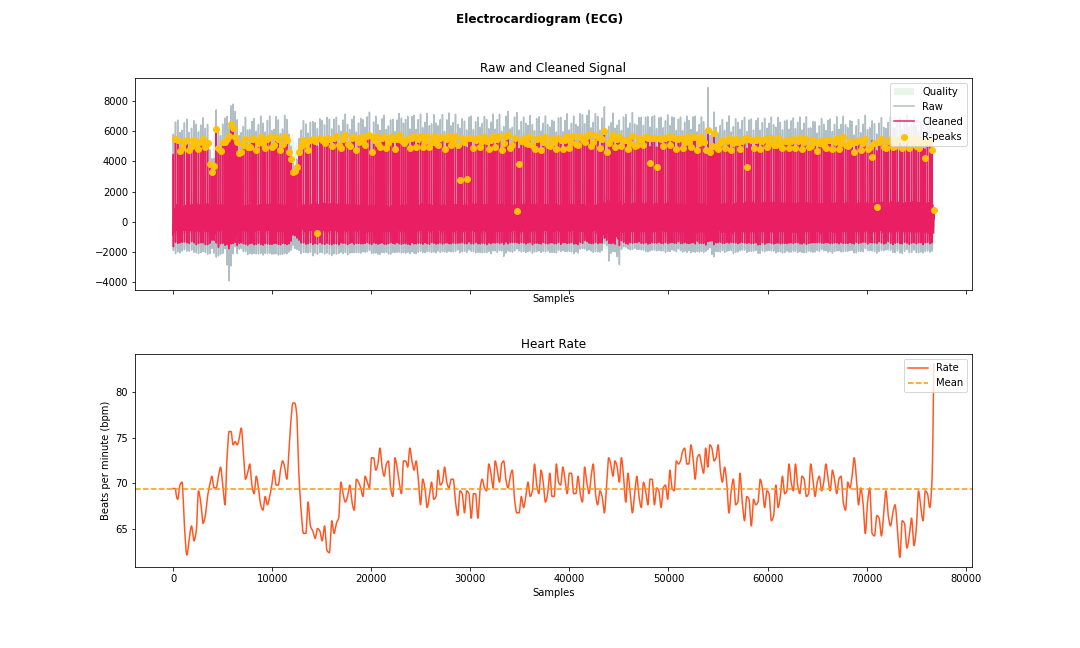 Electrocardiogram (ECG)
Raw and Cleaned Signal
8000
6000
4000
2000
0
−2000
−4000
Quality
Raw
Cleaned
R-peaks
Samples
Heart Rate
Beats per minute (bpm)
80
75
70
65
Rate
Mean
0
10000
20000
30000
40000
50000
60000
70000
80000
Samples